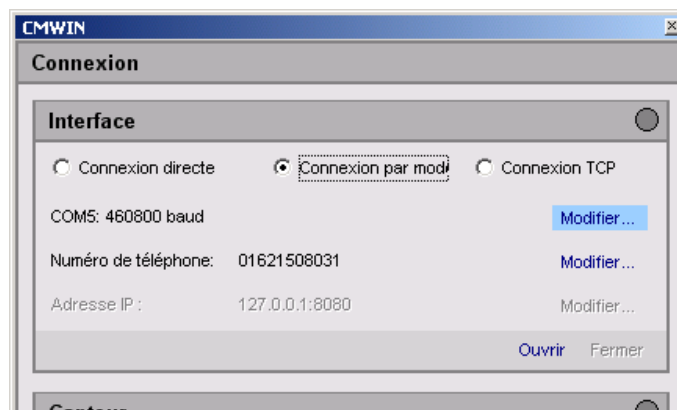 CMWIN
Connexion
Interface
Connexion directe Connexion par mod Connexion TCP
COM5: 460800 baud Modifier...
Numéro de téléphone: 01621508031 Modifier...
Adresse IP : 127.0.0.1:8080 Modifier...
Ouvrir Fermer